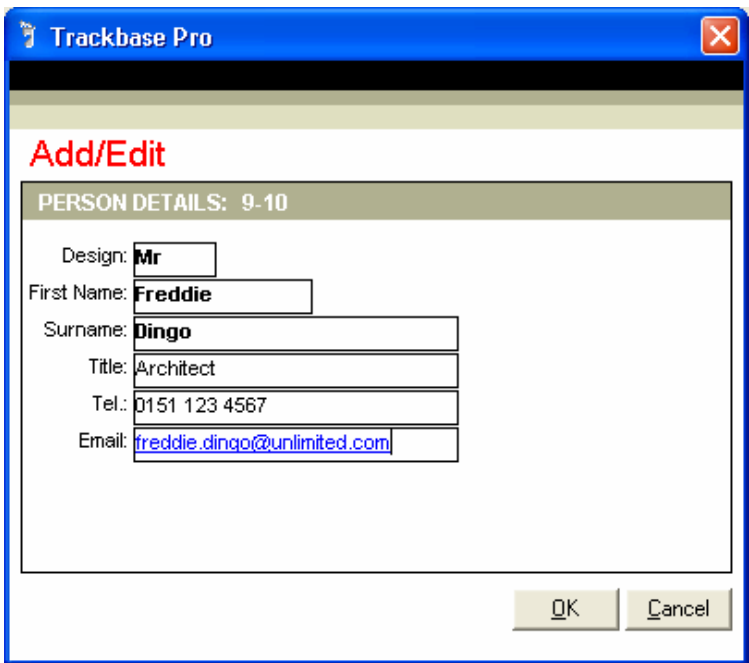 Trackbase Pro
Add/Edit
PERSON DETAILS: 9-10
Design: Mr
First Name: Freddie
Surname: Dingo
Title: Architect
Tel.: 0151 123 4567
Email: freddie.dingo@unlimited.com
OK Cancel